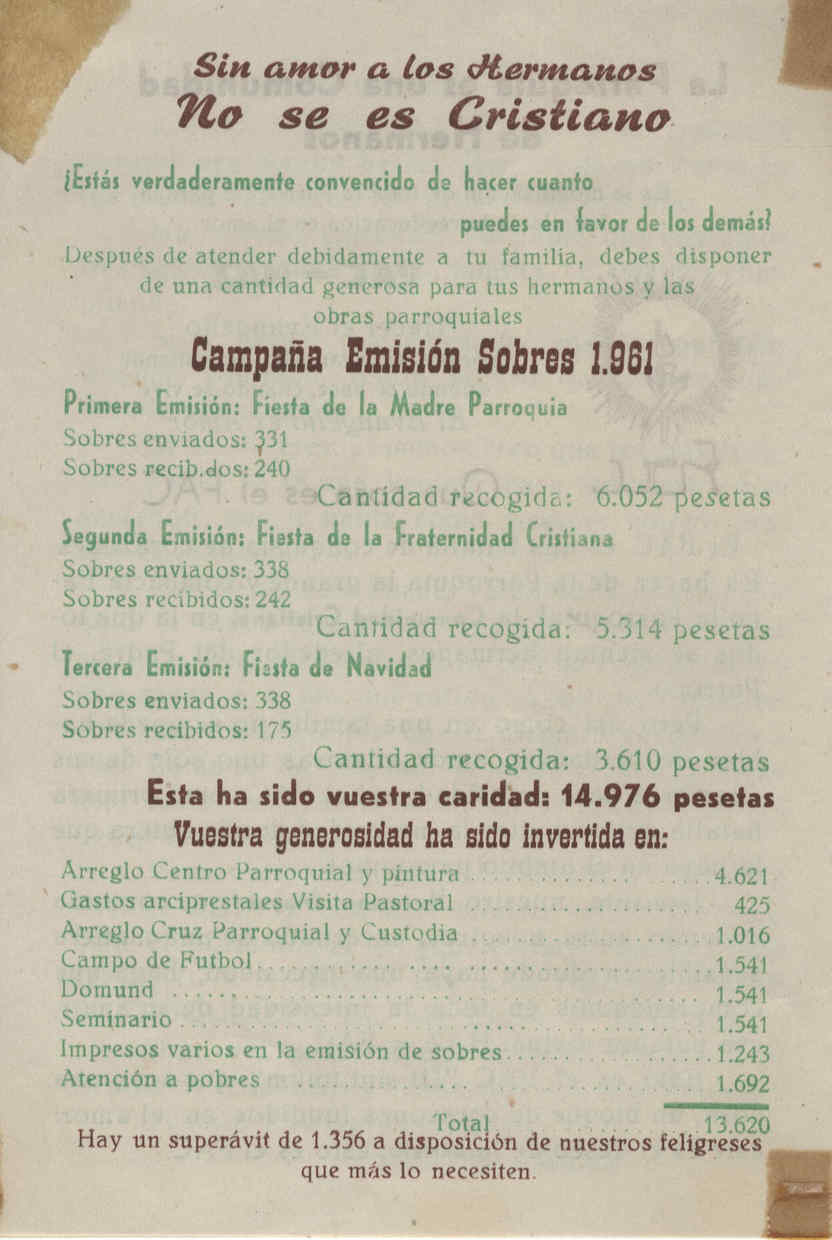 Sin amor a los Hermanos
No se es Cristiano
¿Estás verdaderamente convencido de hacer cuanto
puedes en favor de los demás?
Después de atender debidamente a tu familia, debes disponer
de una cantidad generosa para tus hermanos y las
obras parroquiales
Campaña Emisión Sobres 1.961
Primera Emisión: Fiesta de la Madre Parroquia
Sobres enviados: 331
Sobres recib.dos: 240
Cantidad recogida: 6.052 pesetas
Segunda Emisión: Fiesta de la Fraternidad Cristiana
Sobres enviados: 338
Sobres recibidos: 242
Cantidad recogida: 5.314 pesetas
Tercera Emisión: Fiesta de Navidad
Sobres enviados: 338
Sobres recibidos: 175
Cantidad recogida: 3.610 pesetas
Esta ha sido vuestra caridad: 14.976 pesetas
Vuestra generosidad ha sido invertida en:
Arreglo Centro Parroquial y pintura . . . . . . . . . . . . . . . 4.621
Gastos arciprestales Visita Pastoral . . . . . . . . . . . . . . . 425
Arreglo Cruz Parroquial y Custodia . . . . . . . . . . . . . . . 1.016
Campo de Futbol . . . . . . . . . . . . . . . . . . . . . . . . . . . 1.541
Domund . . . . . . . . . . . . . . . . . . . . . . . . . . . . . . . . . 1.541
Seminario . . . . . . . . . . . . . . . . . . . . . . . . . . . . . . . . 1.541
Impresos varios en la emisión de sobres . . . . . . . . . . . 1.243
Atención a pobres . . . . . . . . . . . . . . . . . . . . . . . . . . 1.692
Total . . . . . . . . 13.620
Hay un superávit de 1.356 a disposición de nuestros feligreses
que más lo necesiten.